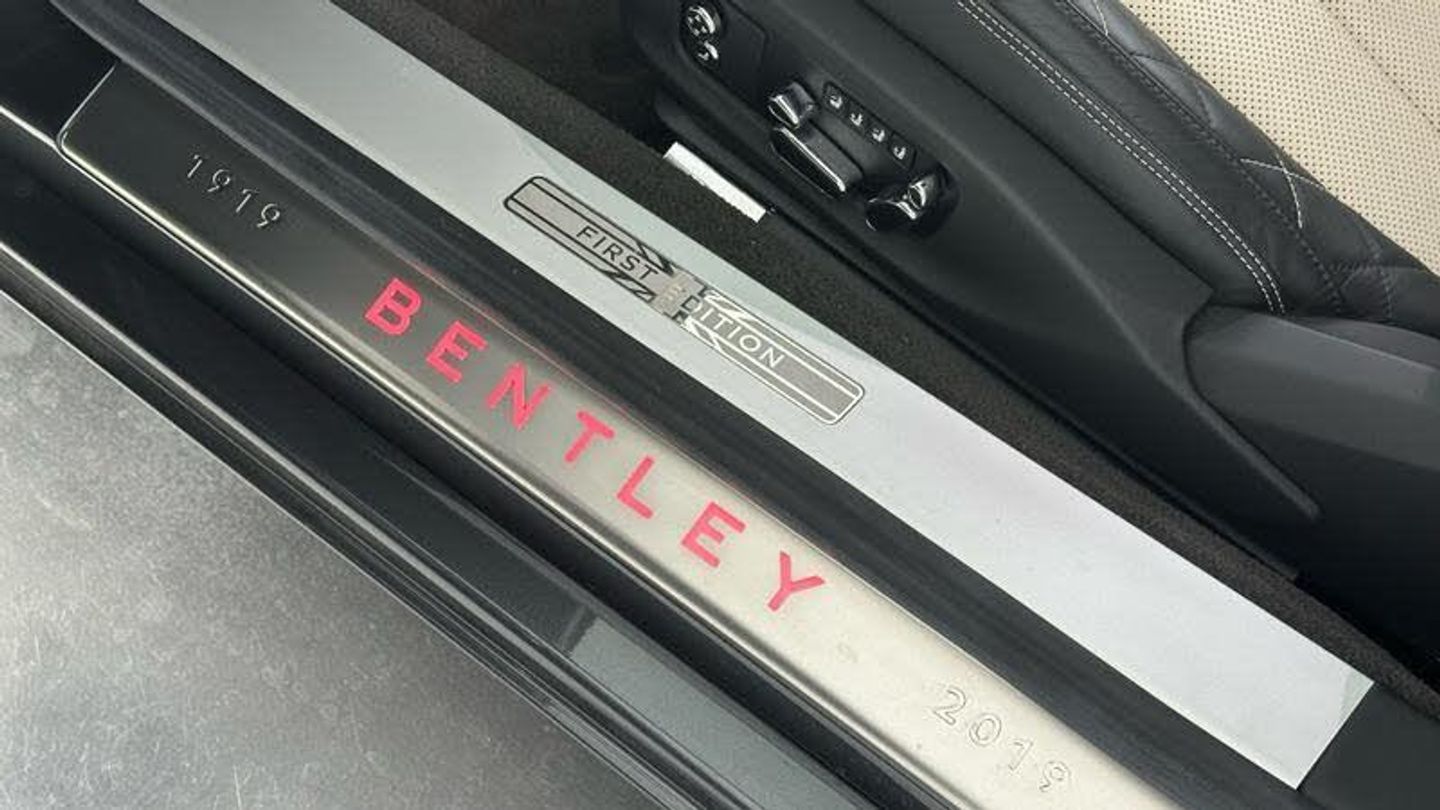 1919
BENTLEY
2019
FIRST EDITION